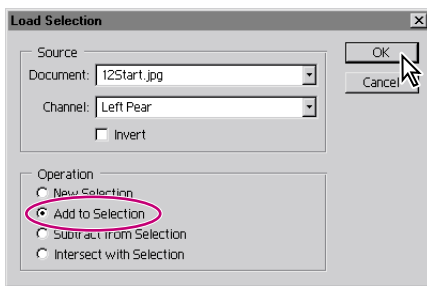 Load Selection
Source
OK
Document: 12Start.jpg
Cancel
Channel: Left Pear
Invert
Operation
New Selection
Add to Selection
Subtract from Selection
Intersect with Selection